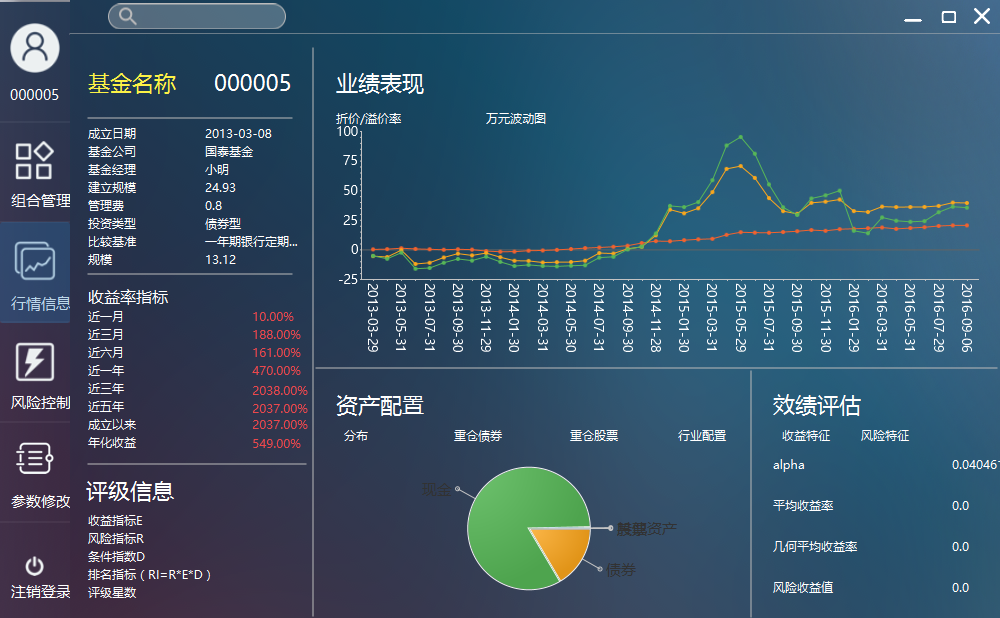 000005
组合管理
行情信息
风险控制
参数修改
注销登录
基金名称 000005
成立日期 2013-03-08
基金公司 国泰基金
基金经理 小明
建立规模 24.93
管理费 0.8
投资类型 债券型
比较基准 一年期银行定期...
规模 13.12
收益率指标
近一月 10.00%
近三月 188.00%
近六月 161.00%
近一年 470.00%
近三年 2038.00%
近五年 2037.00%
成立以来 2037.00%
年化收益 549.00%
评级信息
收益指标E
风险指标R
条件指数D
排名指标（RI=R*E*D）
评级星数
业绩表现
折价/溢价率 万元波动图
100
75
50
25
0
-25
2013-03-29
2013-05-31
2013-07-31
2013-09-30
2013-11-29
2014-01-30
2014-03-31
2014-05-30
2014-07-31
2014-09-30
2014-11-28
2015-01-30
2015-03-31
2015-05-29
2015-07-31
2015-09-30
2015-11-30
2016-01-29
2016-03-31
2016-05-31
2016-07-29
2016-09-06
资产配置
分布 重仓债券 重仓股票 行业配置
现金
资产
债券
效绩评估
收益特征 风险特征
alpha 0.040467
平均收益率 0.0
几何平均收益率 0.0
风险收益值 0.0